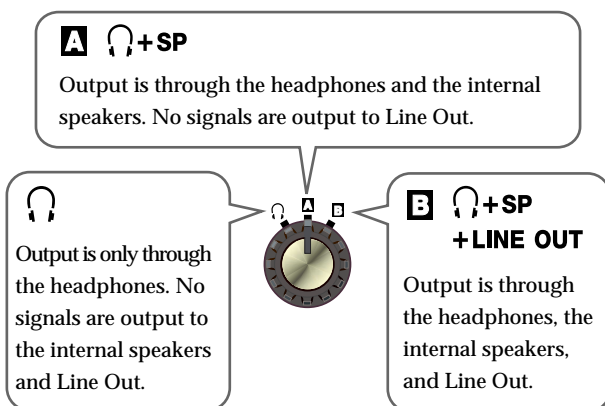 A +SP
Output is through the headphones and the internal
speakers. No signals are output to Line Out.
Output is only through
the headphones. No
signals are output to
the internal speakers
and Line Out.
A B
B +SP
+LINE OUT
Output is through
the headphones, the
internal speakers,
and Line Out.